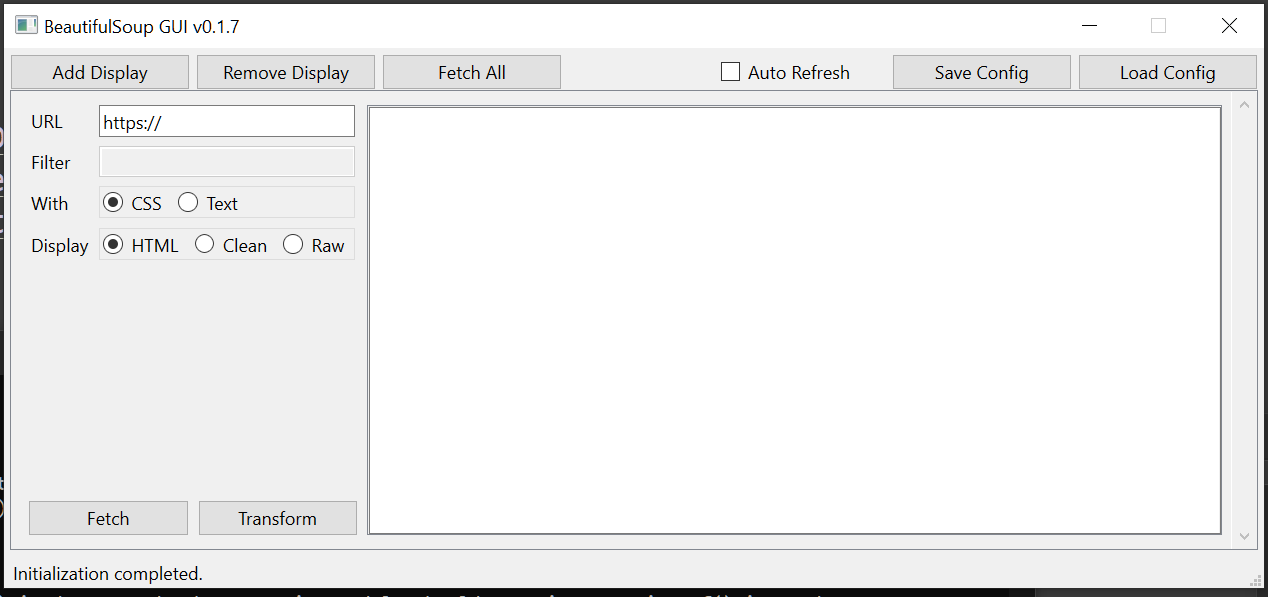 BeautifulSoup GUI v0.1.7
Add Display Remove Display Fetch All Auto Refresh Save Config Load Config
URL https://
Filter
With CSS Text
Display HTML Clean Raw
Fetch Transform
Initialization completed.